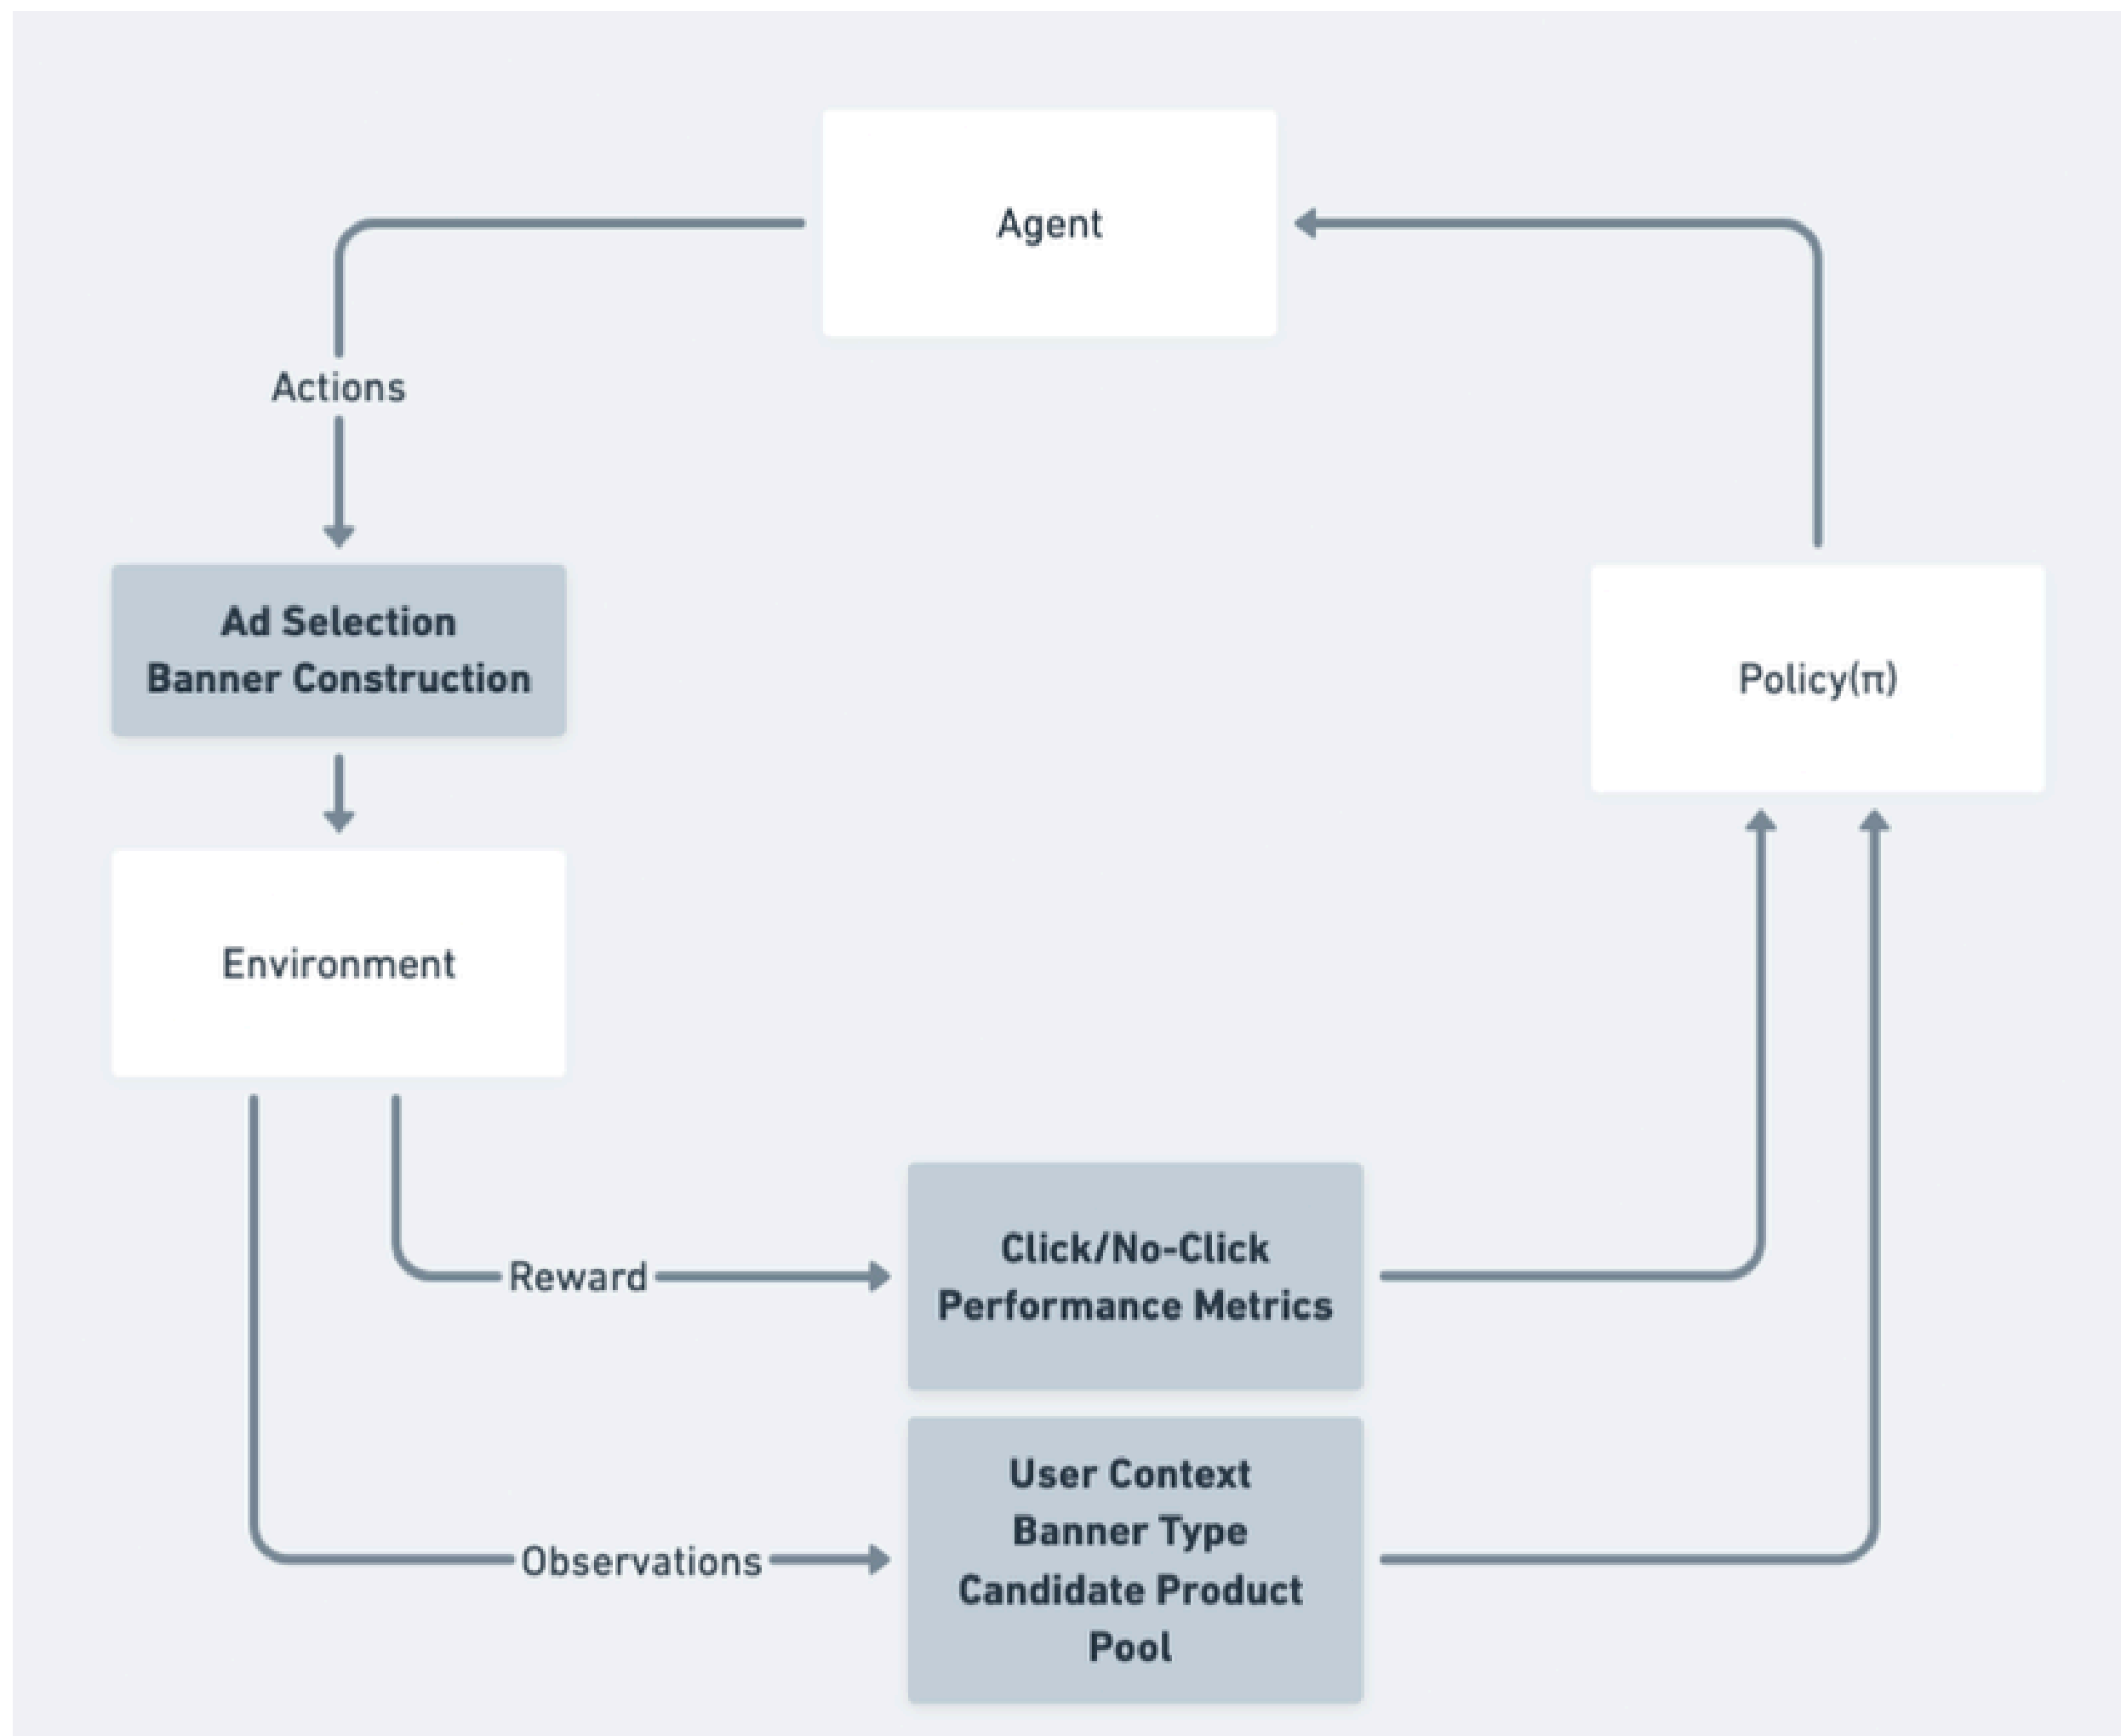 Agent
Actions
Ad Selection
Banner Construction
Policy(π)
Environment
Reward
Click/No-Click
Performance Metrics
Observations
User Context
Banner Type
Candidate Product
Pool